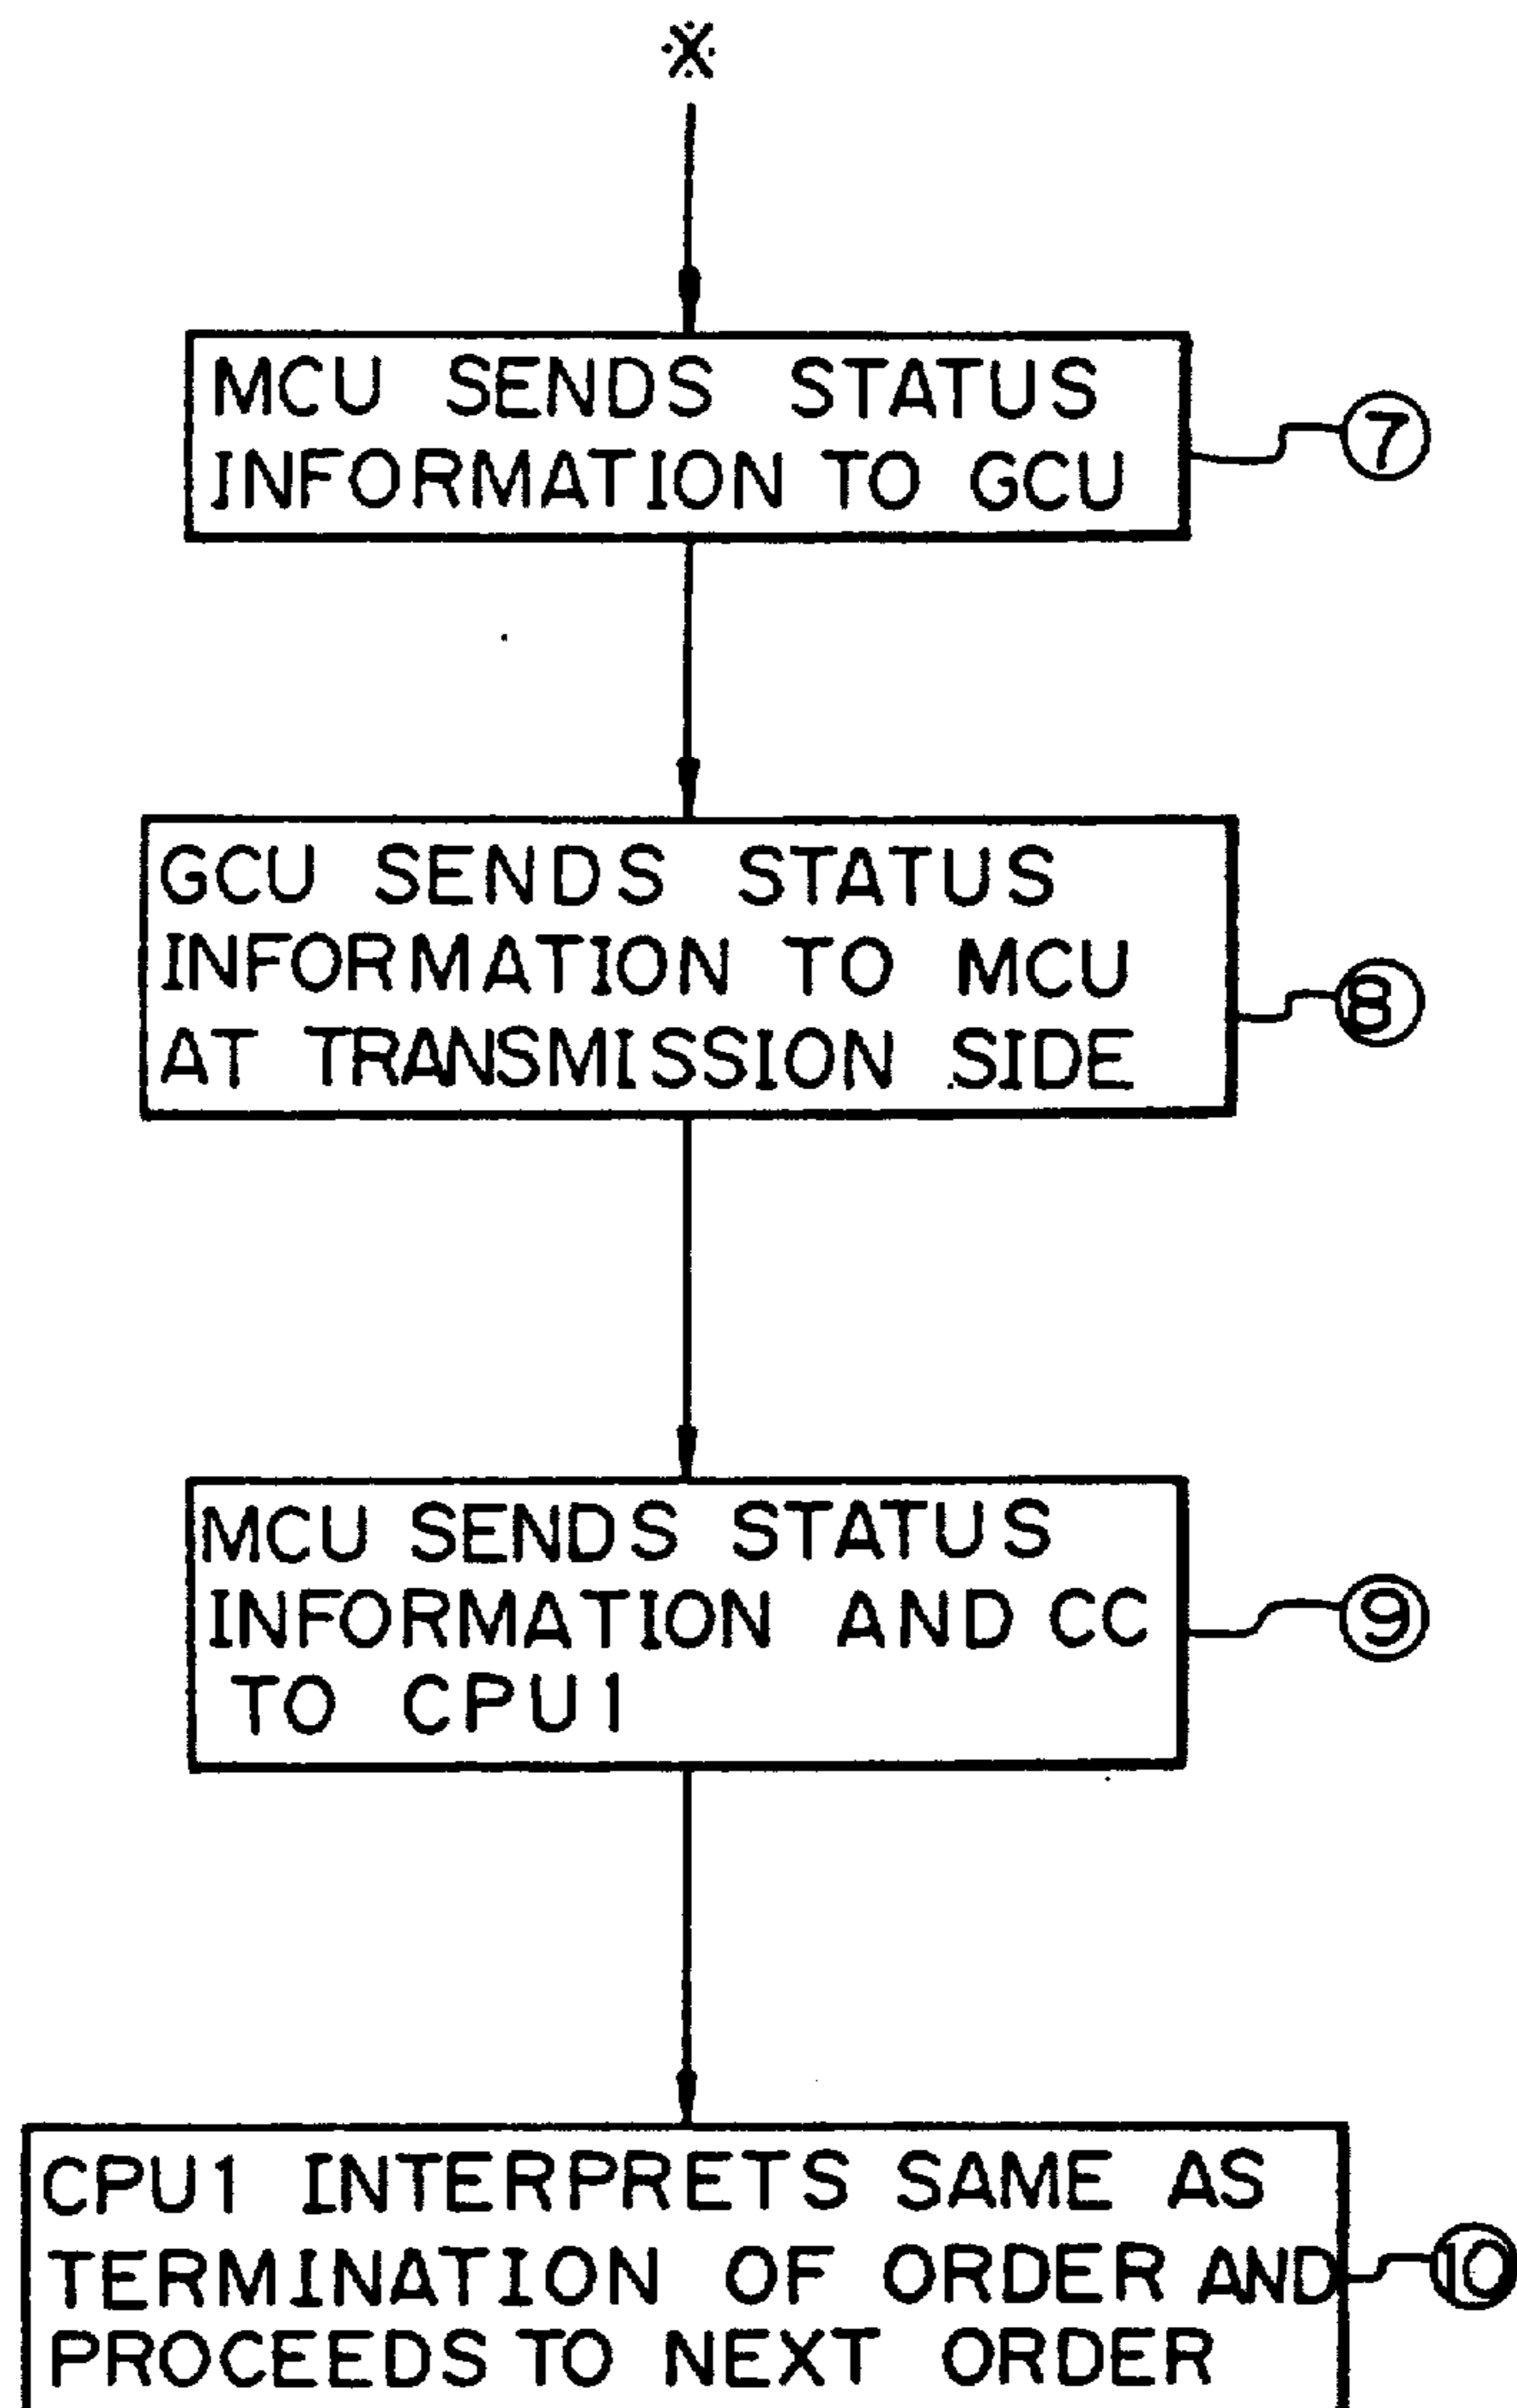 ※
MCU SENDS STATUS
INFORMATION TO GCU
⑦
GCU SENDS STATUS
INFORMATION TO MCU
AT TRANSMISSION SIDE
⑧
MCU SENDS STATUS
INFORMATION AND CC
TO CPU1
⑨
CPU1 INTERPRETS SAME AS
TERMINATION OF ORDER AND
PROCEEDS TO NEXT ORDER
⑩